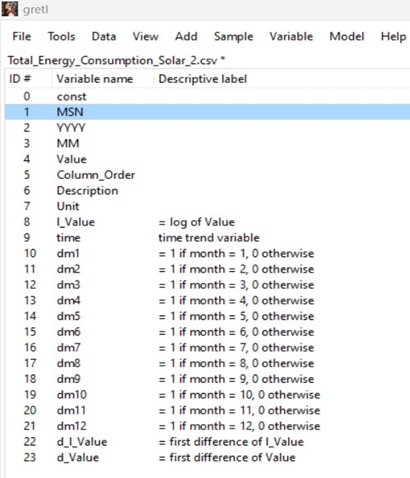 gretl
File Tools Data View Add Sample Variable Model Help
Total_Energy_Consumption_Solar_2.csv *
ID # Variable name Descriptive label
0 const
1 MSN
2 YYYY
3 MM
4 Value
5 Column_Order
6 Description
7 Unit
8 l_Value = log of Value
9 time time trend variable
10 dm1 = 1 if month = 1, 0 otherwise
11 dm2 = 1 if month = 2, 0 otherwise
12 dm3 = 1 if month = 3, 0 otherwise
13 dm4 = 1 if month = 4, 0 otherwise
14 dm5 = 1 if month = 5, 0 otherwise
15 dm6 = 1 if month = 6, 0 otherwise
16 dm7 = 1 if month = 7, 0 otherwise
17 dm8 = 1 if month = 8, 0 otherwise
18 dm9 = 1 if month = 9, 0 otherwise
19 dm10 = 1 if month = 10, 0 otherwise
20 dm11 = 1 if month = 11, 0 otherwise
21 dm12 = 1 if month = 12, 0 otherwise
22 d_l_Value = first difference of l_Value
23 d_Value = first difference of Value